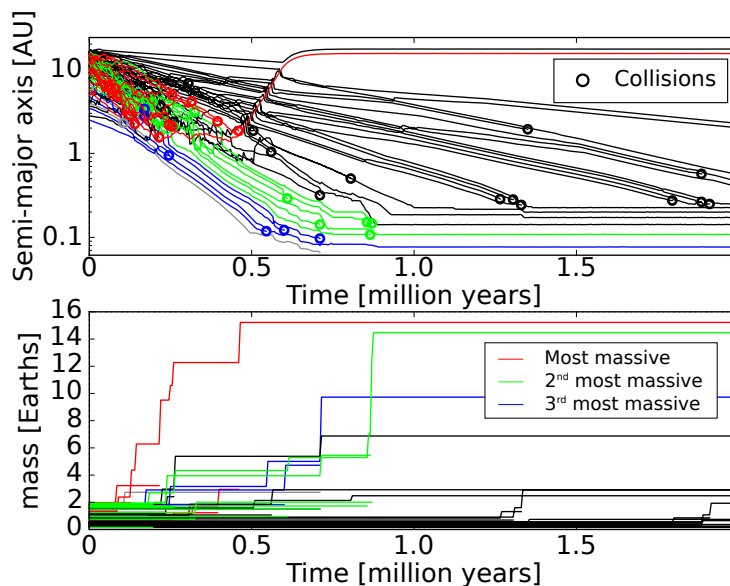 Semi-major axis [AU]
10
1
0.1
Collisions
0
0.5
1.0
1.5
Time [million years]
mass [Earths]
16
14
12
10
8
6
4
2
0
Most massive
2nd most massive
3rd most massive
0
0.5
1.0
1.5
Time [million years]